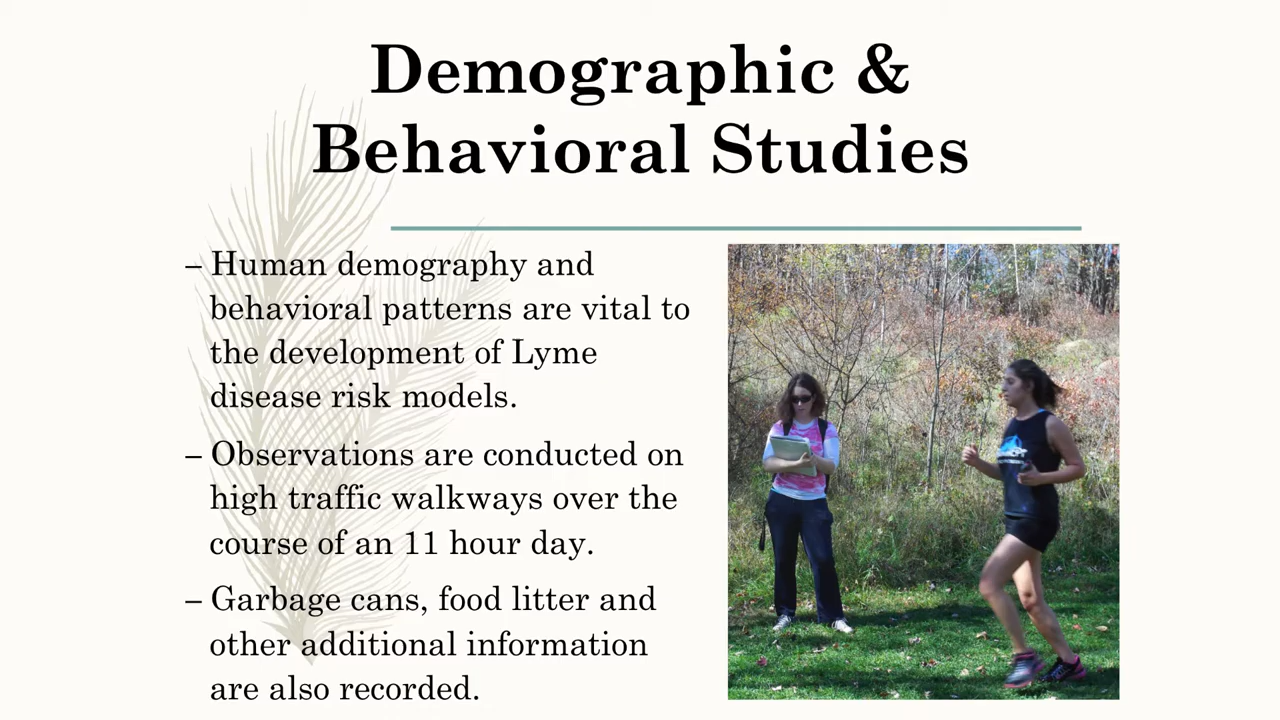 Demographic &
Behavioral Studies
– Human demography and
behavioral patterns are vital to
the development of Lyme
disease risk models.
– Observations are conducted on
high traffic walkways over the
course of an 11 hour day.
– Garbage cans, food litter and
other additional information
are also recorded.